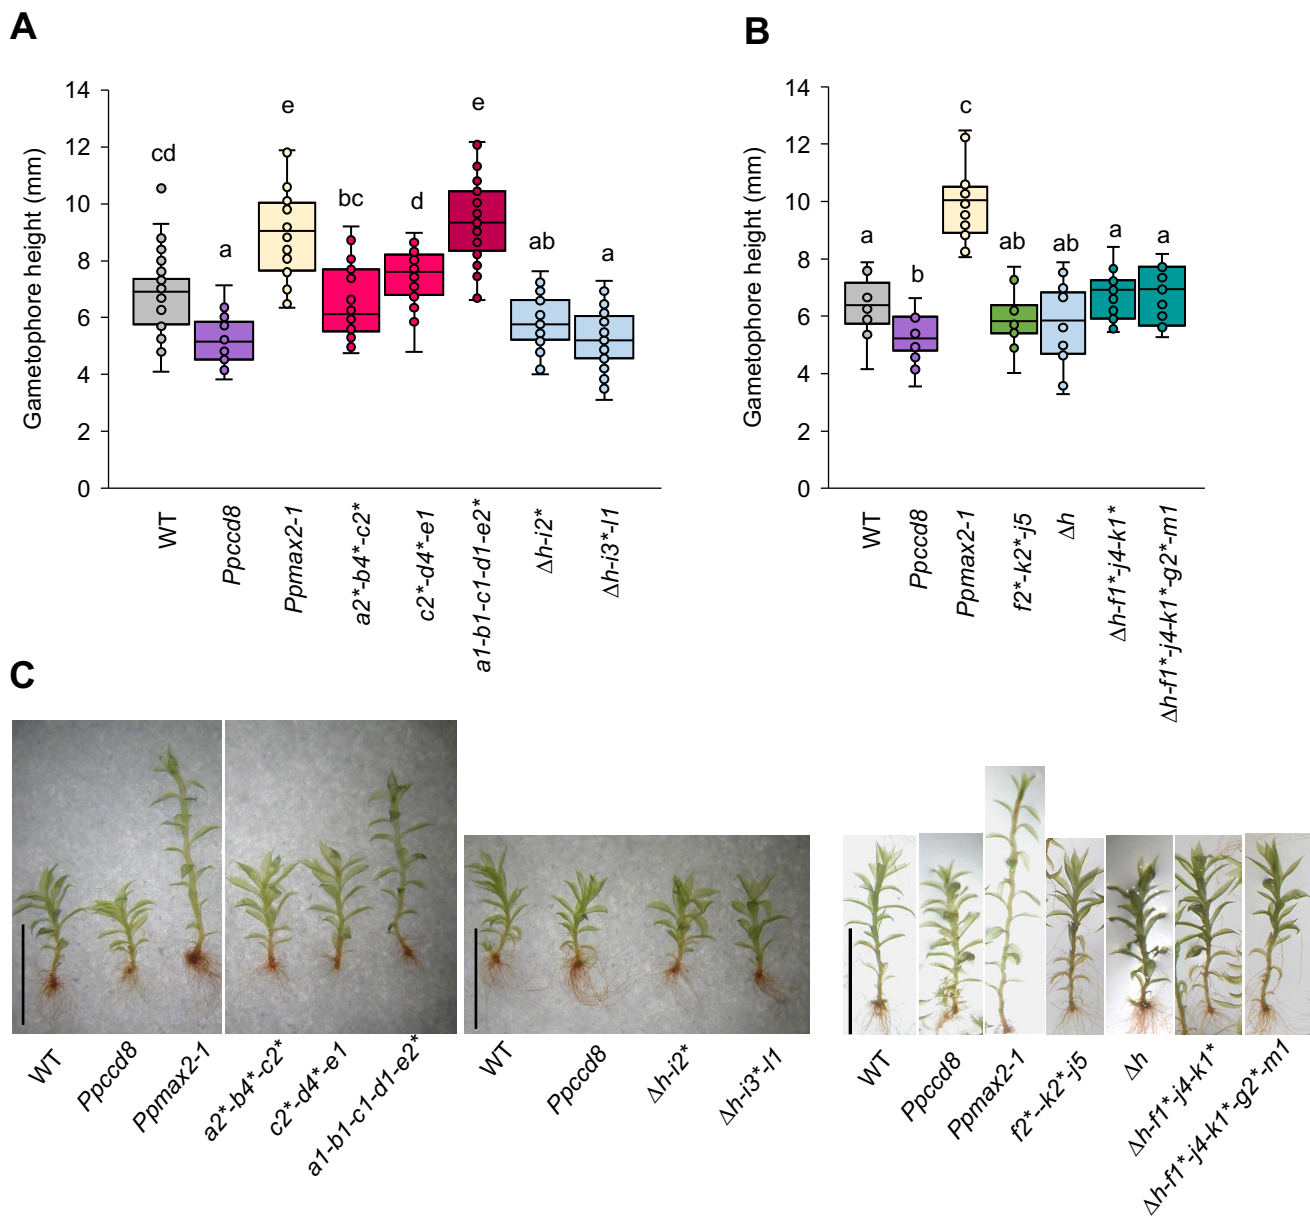 A
Gametophore height (mm)
14
12
10
8
6
4
2
0
cd
a
e
bc
d
e
ab
a
WT
Ppccd8
Ppmax2-1
a2*-b4*-c2*
c2*-d4*-e1
a1-b1-c1-d1-e2*
Δh-i2*
Δh-i3*-l1
B
Gametophore height (mm)
14
12
10
8
6
4
2
0
a
b
c
ab
ab
a
a
WT
Ppccd8
Ppmax2-1
f2*-k2*-j5
Δh
Δh-f1*-j4-k1*
Δh-f1*-j4-k1*-g2*-m1
C
WT
Ppccd8
Ppmax2-1
a2*-b4*-c2*
c2*-d4*-e1
a1-b1-c1-d1-e2*
WT
Ppccd8
Δh-i2*
Δh-i3*-l1
WT
Ppccd8
Ppmax2-1
f2*--k2*-j5
Δh
Δh-f1*-j4-k1*
Δh-f1*-j4-k1*-g2*-m1